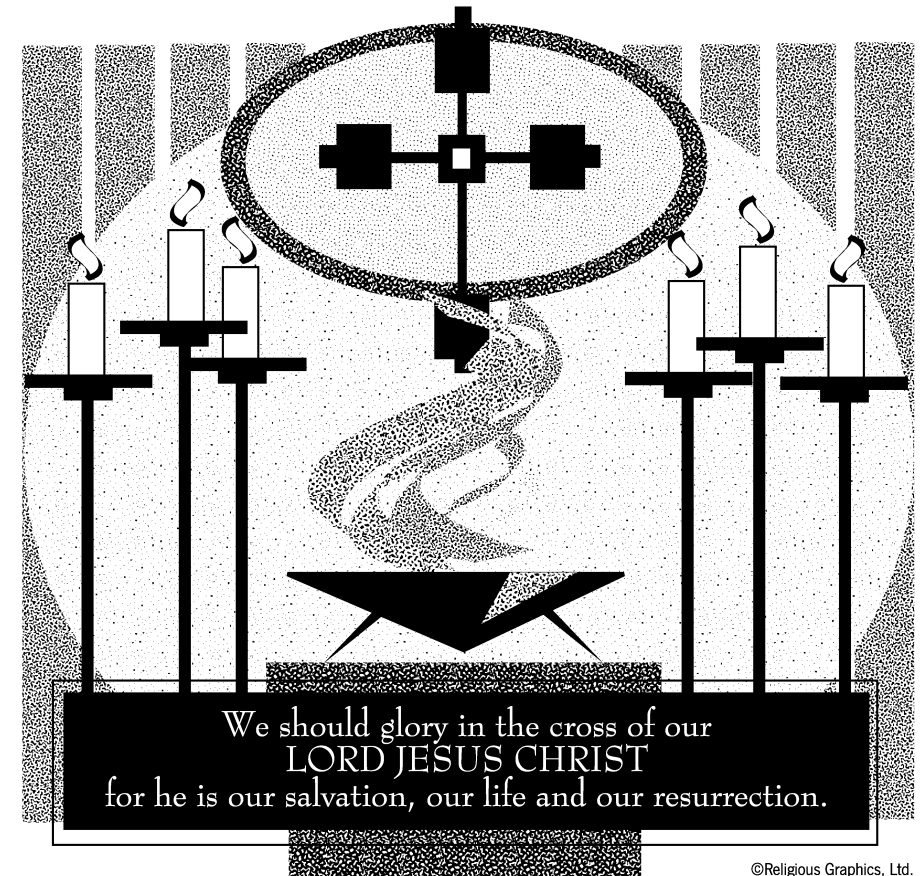 We should glory in the cross of our
LORD JESUS CHRIST
for he is our salvation, our life and our resurrection.
©Religious Graphics, Ltd.